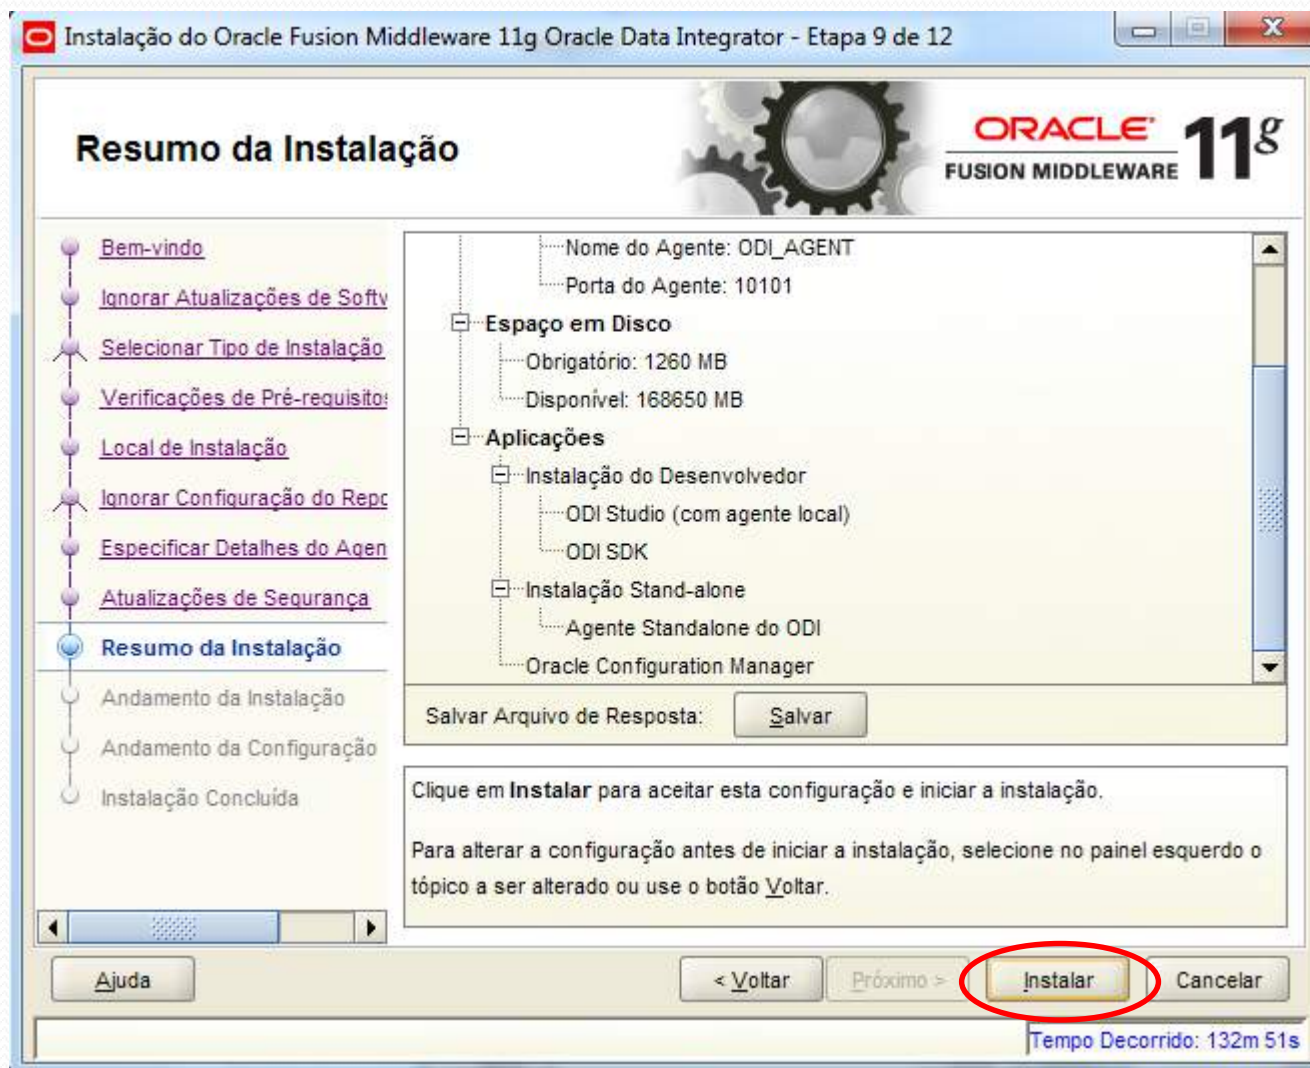 Instalação do Oracle Fusion Middleware 11g Oracle Data Integrator - Etapa 9 de 12
Resumo da Instalação
ORACLE
FUSION MIDDLEWARE
11g
Bem-vindo
Ignorar Atualizações de Softv
Selecionar Tipo de Instalação
Verificações de Pré-requisito
Local de Instalação
Ignorar Configuração do Repo
Especificar Detalhes do Agen
Atualizações de Segurança
Resumo da Instalação
Andamento da Instalação
Andamento da Configuração
Instalação Concluída
Nome do Agente: ODI_AGENT
Porta do Agente: 10101
Espaço em Disco
Obrigatório: 1260 MB
Disponível: 168650 MB
Aplicações
Instalação do Desenvolvedor
ODI Studio (com agente local)
ODI SDK
Instalação Stand-alone
Agente Standalone do ODI
Oracle Configuration Manager
Salvar Arquivo de Resposta: Salvar
Clique em Instalar para aceitar esta configuração e iniciar a instalação.
Para alterar a configuração antes de iniciar a instalação, selecione no painel esquerdo o
tópico a ser alterado ou use o botão Voltar.
Ajuda < Voltar Próximo > Instalar Cancelar
Tempo Decorrido: 132m 51s